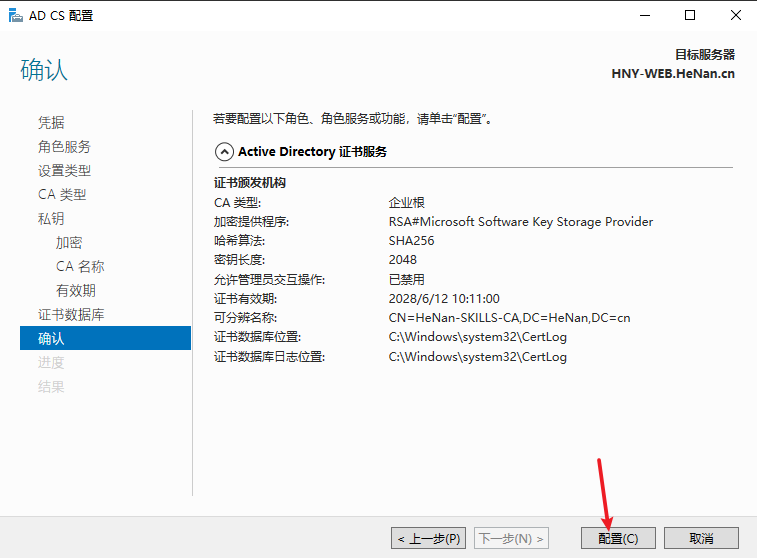 AD CS 配置
确认
目标服务器
HNY-WEB.HeNan.cn
凭据
角色服务
设置类型
CA 类型
私钥
加密
CA 名称
有效期
证书数据库
确认
进度
结果
若要配置以下角色、角色服务或功能，请单击“配置”。
Active Directory 证书服务
证书颁发机构
CA 类型: 企业根
加密提供程序: RSA#Microsoft Software Key Storage Provider
哈希算法: SHA256
密钥长度: 2048
允许管理员交互操作: 已禁用
证书有效期: 2028/6/12 10:11:00
可分辨名称: CN=HeNan-SKILLS-CA,DC=HeNan,DC=cn
证书数据库位置: C:\Windows\system32\CertLog
证书数据库日志位置: C:\Windows\system32\CertLog
< 上一步(P) 下一步(N) > 配置(C) 取消